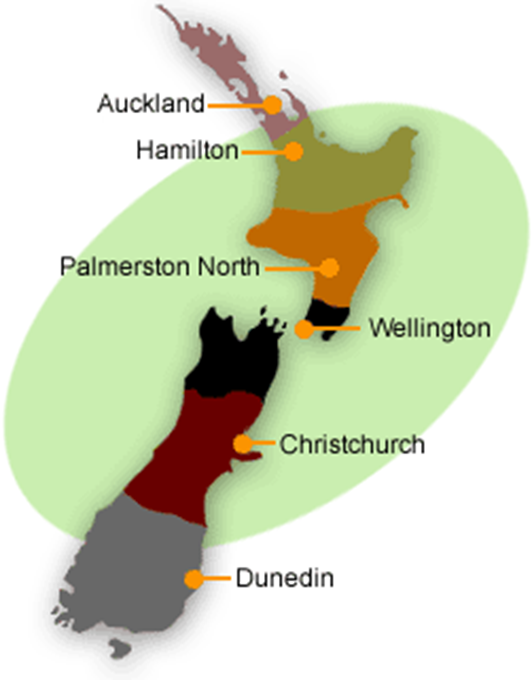 Auckland
Hamilton
Palmerston North
Wellington
Christchurch
Dunedin